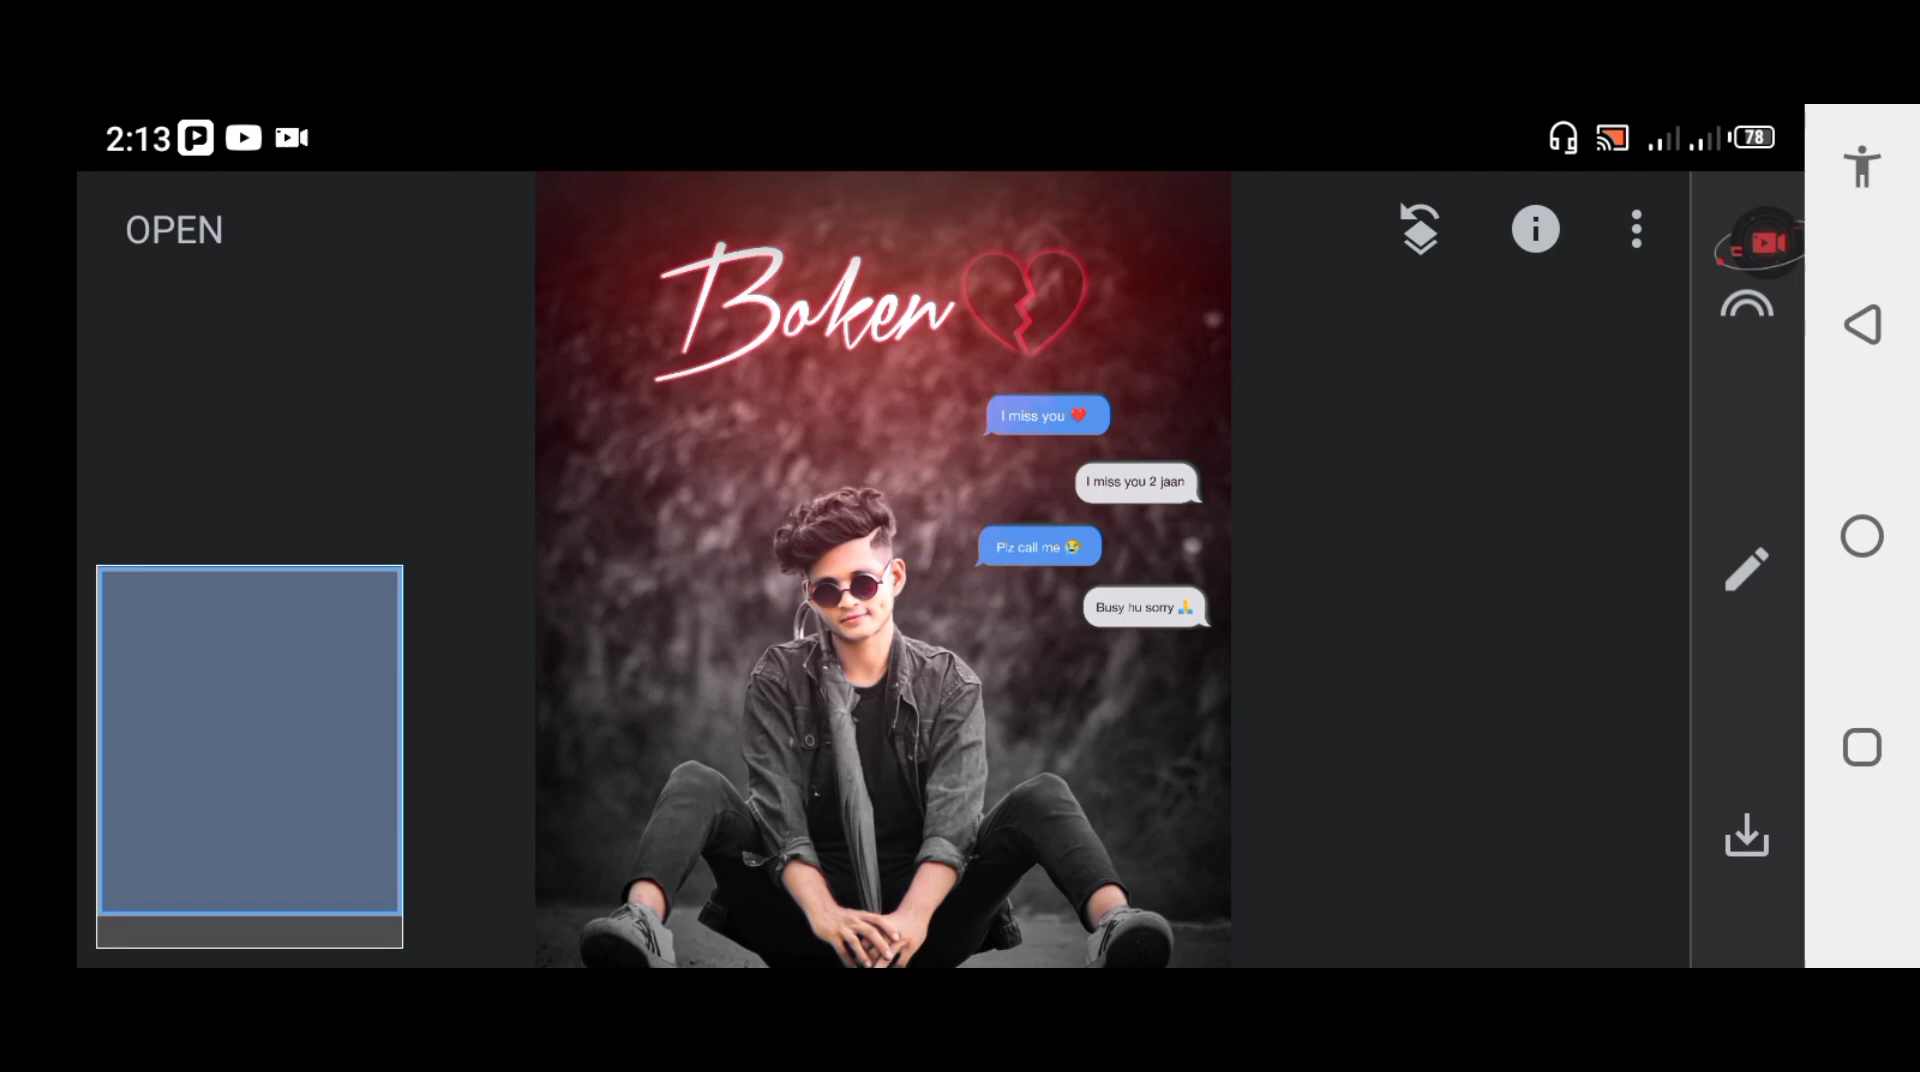 2:13
78
OPEN
Boken
I miss you ❤️
I miss you 2 jaan
Plz call me 😭
Busy hu sorry 🙏